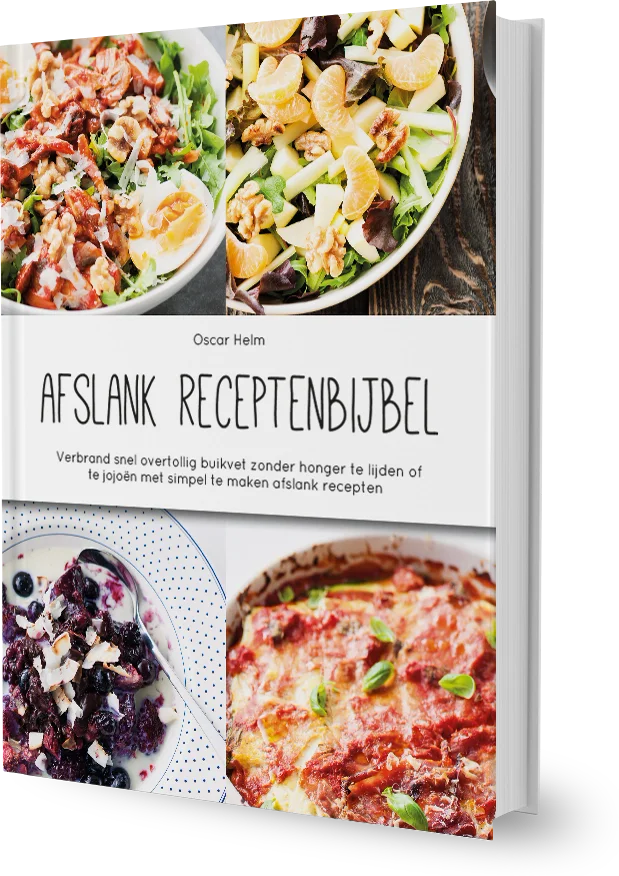 Oscar Helm
AFSLANK RECEPTENBIJBEL
Verbrand snel overtollig buikvet zonder honger te lijden of
te jojoën met simpel te maken afslank recepten